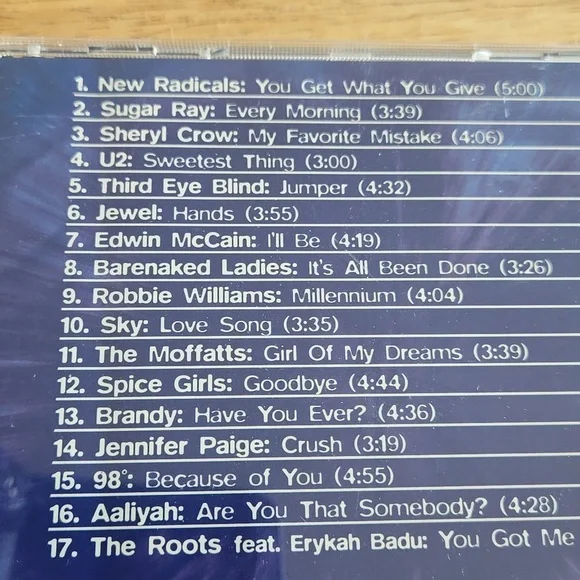 1. New Radicals: You Get What You Give (5:00)
2. Sugar Ray: Every Morning (3:39)
3. Sheryl Crow: My Favorite Mistake (4:06)
4. U2: Sweetest Thing (3:00)
5. Third Eye Blind: Jumper (4:32)
6. Jewel: Hands (3:55)
7. Edwin McCain: I'll Be (4:19)
8. Barenaked Ladies: It's All Been Done (3:26)
9. Robbie Williams: Millennium (4:04)
10. Sky: Love Song (3:35)
11. The Moffatts: Girl Of My Dreams (3:39)
12. Spice Girls: Goodbye (4:44)
13. Brandy: Have You Ever? (4:36)
14. Jennifer Paige: Crush (3:19)
15. 98°: Because of You (4:55)
16. Aaliyah: Are You That Somebody? (4:28)
17. The Roots feat. Erykah Badu: You Got Me